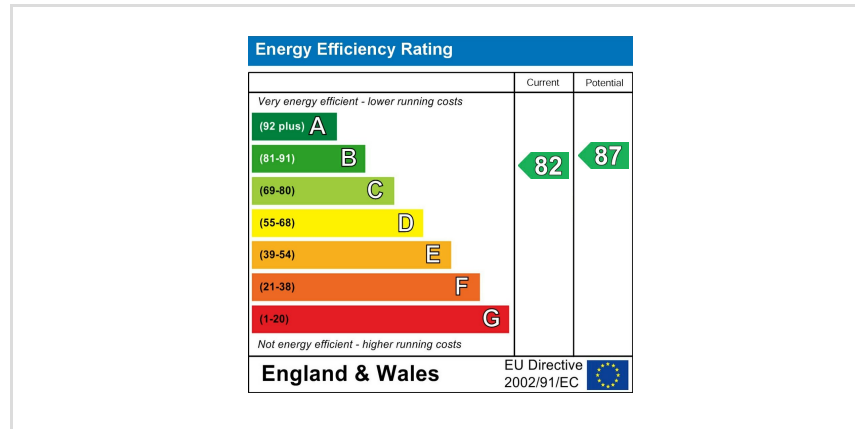 Energy Efficiency Rating
Current Potential
Very energy efficient - lower running costs
(92 plus) A
(81-91) B
(69-80) C
(55-68) D
(39-54) E
(21-38) F
(1-20) G
82
87
Not energy efficient - higher running costs
England & Wales
EU Directive
2002/91/EC